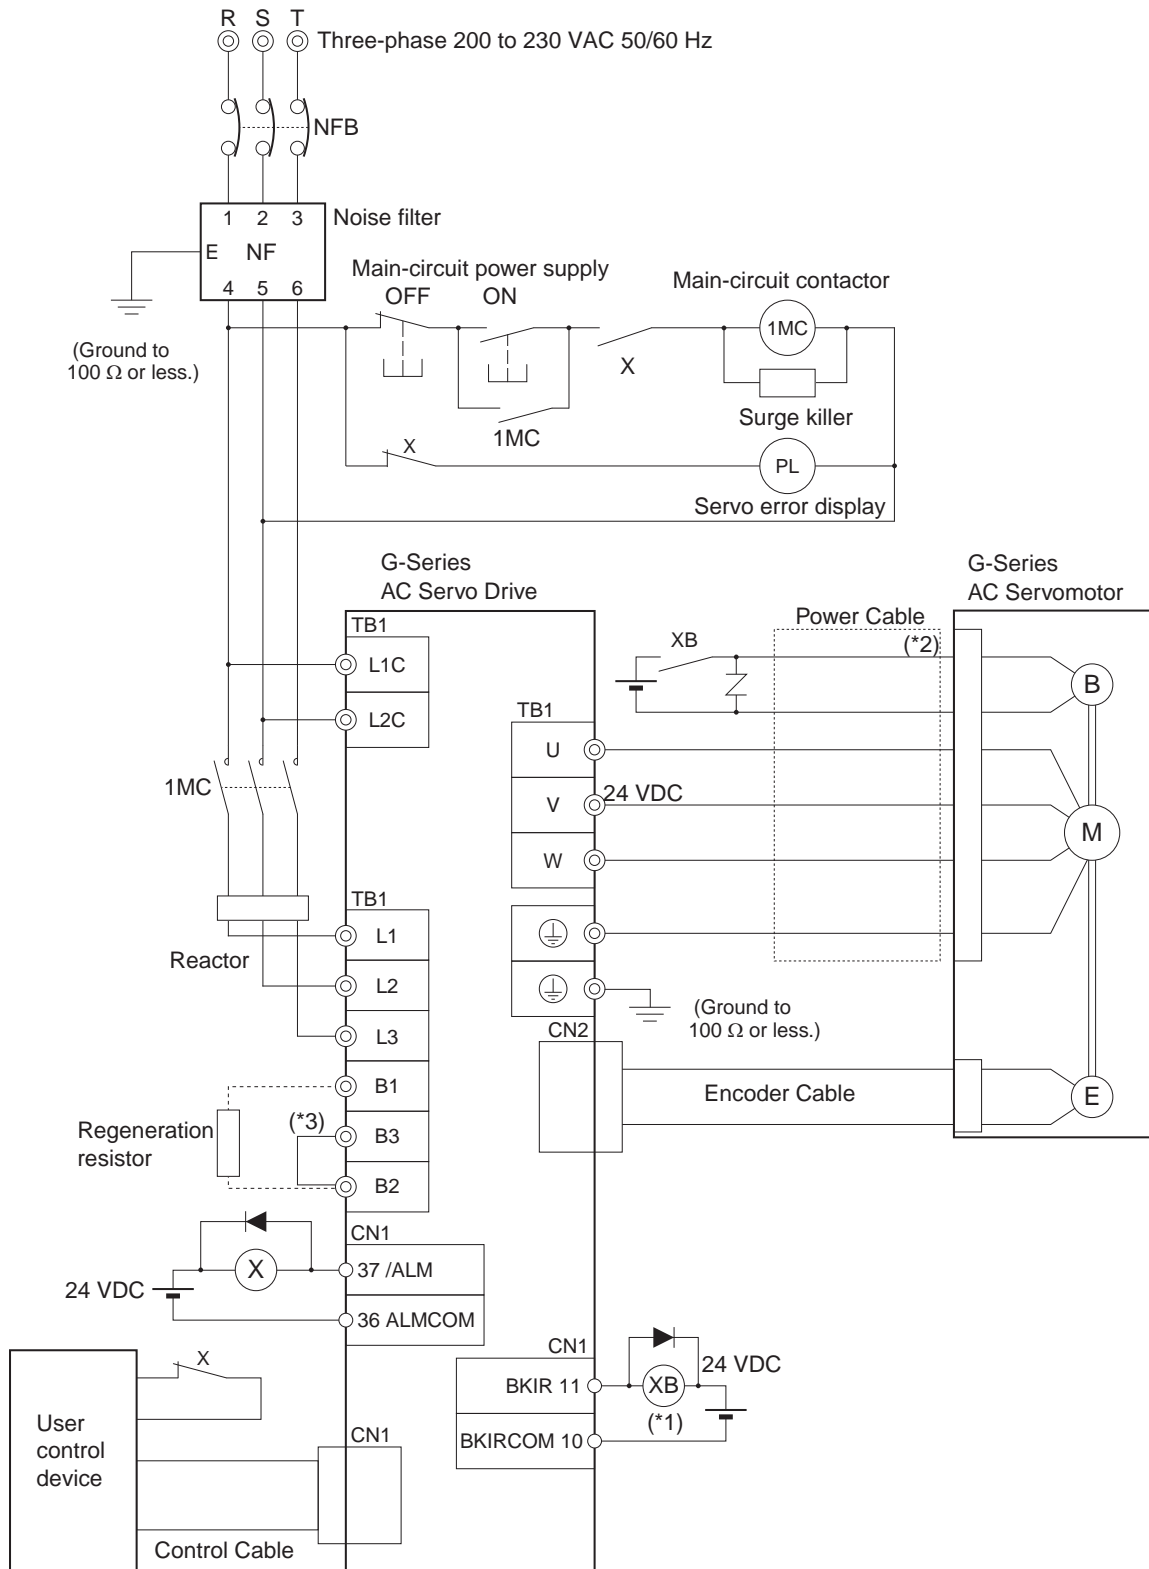 R S T
Three-phase 200 to 230 VAC 50/60 Hz
NFB
1 2 3
Noise filter
E NF
4 5 6
Main-circuit power supply
OFF ON
Main-circuit contactor
1MC
X
(Ground to
100 Ω or less.)
Surge killer
1MC
X
PL
Servo error display
G-Series
AC Servo Drive
G-Series
AC Servomotor
TB1
Power Cable
XB
(*2)
L1C
B
L2C
TB1
U
1MC
V
24 VDC
M
W
TB1
L1
Reactor
L2
(Ground to
100 Ω or less.)
L3
CN2
B1
Encoder Cable
E
Regeneration
resistor
(*3)
B3
B2
CN1
X
37 /ALM
24 VDC
36 ALMCOM
CN1
24 VDC
X
BKIR 11
XB
(*1)
User
control
device
CN1
BKIRCOM 10
Control Cable